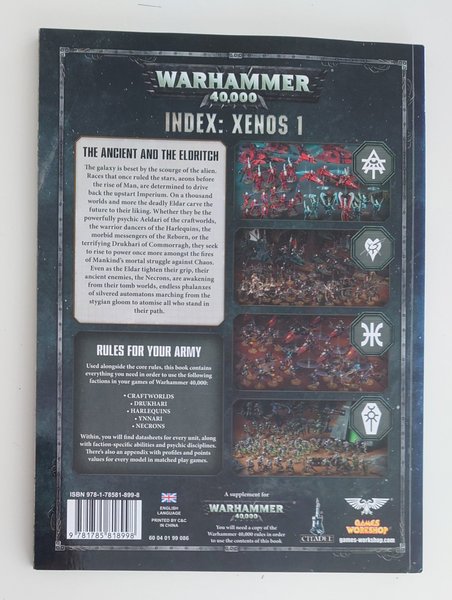 WARHAMMER
40,000
INDEX: XENOS 1
THE ANCIENT AND THE ELDRITCH
The galaxy is beset by the scourge of the alien.
Races that once ruled the stars, aeons before
the rise of Man, are determined to drive
back the upstart Imperium. On a thousand
worlds and more the deadly Eldar carve the
future to their liking. Whether they be the
powerfully psychic Aeldari of the craftworlds,
the warrior dancers of the Harlequins, the
morbid messengers of the Reborn, or the
terrifying Drukhari of Commorragh, they seek
to rise to power once more amongst the fires
of Mankind's mortal struggle against Chaos.
Even as the Eldar tighten their grip, their
ancient enemies, the Necrons, are awakening
from their tomb worlds, endless phalanxes
of silvered automatons marching from the
stygian gloom to atomise all who stand in
their path.
RULES FOR YOUR ARMY
Used alongside the core rules, this book contains
everything you need in order to use the following
factions in your games of Warhammer 40,000:
• CRAFTWORLDS
• DRUKHARI
• HARLEQUINS
• YNNARI
• NECRONS
Within, you will find datasheets for every unit, along
with faction-specific abilities and psychic disciplines.
There's also an appendix with profiles and points
values for every model in matched play games.
ISBN 978-1-78581-899-8
9 781785 818998
ENGLISH
LANGUAGE
PRINTED BY C&C
IN CHINA
60 04 01 99 086
A supplement for
WARHAMMER
40,000
You will need a copy of the
Warhammer 40,000 rules in order
to use the contents of this book
CITADEL
GAMES
WORKSHOP
games-workshop.com